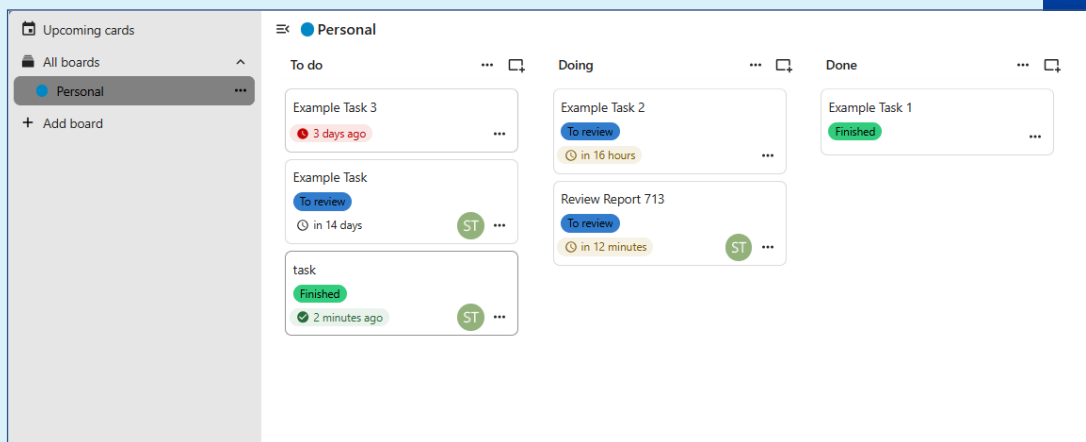 Upcoming cards
All boards
Personal
Add board
Personal
To do
Example Task 3
3 days ago
Example Task
To review
in 14 days
ST
task
Finished
2 minutes ago
ST
Doing
Example Task 2
To review
in 16 hours
Review Report 713
To review
in 12 minutes
ST
Done
Example Task 1
Finished